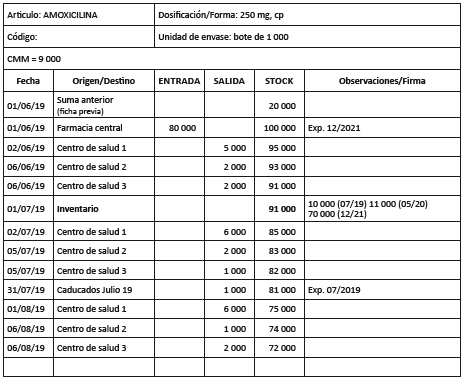 Articulo: AMOXICILINA Dosificación/Forma: 250 mg, cp
Código: Unidad de envase: bote de 1 000
CMM = 9 000
Fecha Origen/Destino ENTRADA SALIDA STOCK Observaciones/Firma
01/06/19 Suma anterior 20 000
(ficha previa)
01/06/19 Farmacia central 80 000 100 000 Exp. 12/2021
02/06/19 Centro de salud 1 5 000 95 000
06/06/19 Centro de salud 2 2 000 93 000
06/06/19 Centro de salud 3 2 000 91 000
01/07/19 Inventario 91 000 10 000 (07/19) 11 000 (05/20)
70 000 (12/21)
02/07/19 Centro de salud 1 6 000 85 000
05/07/19 Centro de salud 2 2 000 83 000
05/07/19 Centro de salud 3 1 000 82 000
31/07/19 Caducados Julio 19 1 000 81 000 Exp. 07/2019
01/08/19 Centro de salud 1 6 000 75 000
06/08/19 Centro de salud 2 1 000 74 000
06/08/19 Centro de salud 3 2 000 72 000